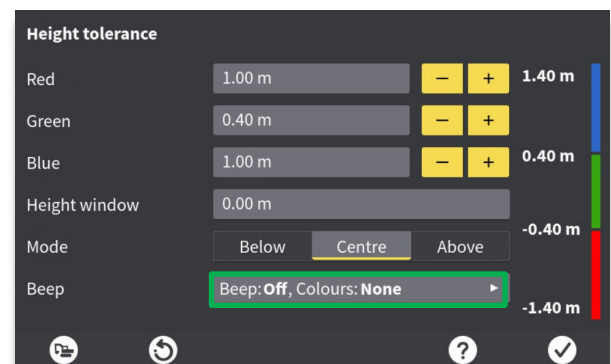 Height tolerance
Red 1.00 m − + 1.40 m
Green 0.40 m − +
Blue 1.00 m − + 0.40 m
Height window 0.00 m
-0.40 m
Mode Below Centre Above
Beep Beep: Off, Colours: None
-1.40 m
?